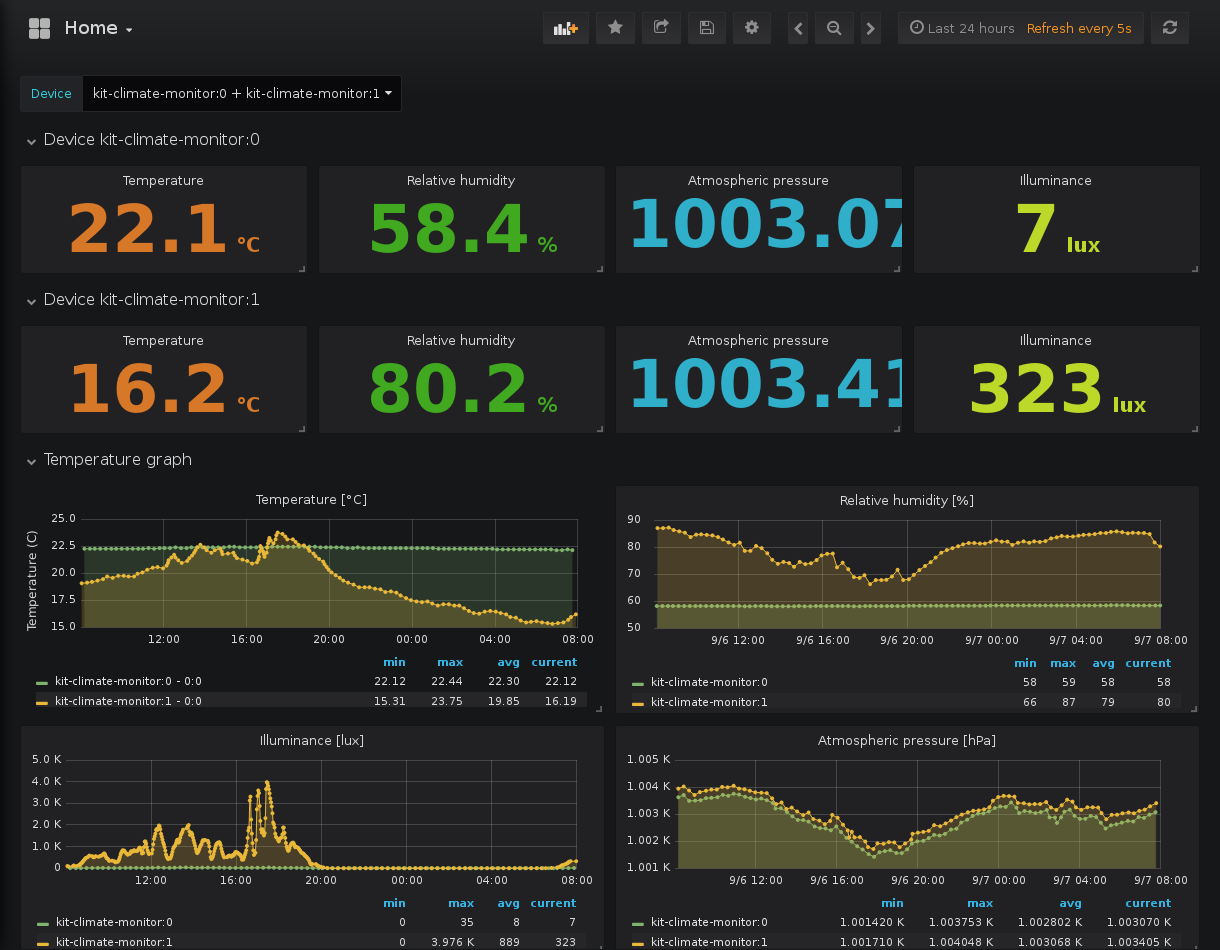 Home
Last 24 hours Refresh every 5s
Device kit-climate-monitor:0 + kit-climate-monitor:1
Device kit-climate-monitor:0
Temperature Relative humidity Atmospheric pressure Illuminance
22.1 °C 58.4 % 1003.07 7 lux
Device kit-climate-monitor:1
Temperature Relative humidity Atmospheric pressure Illuminance
16.2 °C 80.2 % 1003.41 323 lux
Temperature graph
Temperature [°C]
Temperature (C)
25.0
22.5
20.0
17.5
15.0
12:00 16:00 20:00 00:00 04:00 08:00
min max avg current
kit-climate-monitor:0 - 0:0 22.12 22.44 22.30 22.12
kit-climate-monitor:1 - 0:0 15.31 23.75 19.85 16.19
Relative humidity [%]
90
80
70
60
50
9/6 12:00 9/6 16:00 9/6 20:00 9/7 00:00 9/7 04:00 9/7 08:00
min max avg current
kit-climate-monitor:0 58 59 58 58
kit-climate-monitor:1 66 87 79 80
Illuminance [lux]
5.0 K
4.0 K
3.0 K
2.0 K
1.0 K
0
12:00 16:00 20:00 00:00 04:00 08:00
min max avg current
kit-climate-monitor:0 0 35 8 7
kit-climate-monitor:1 0 3.976 K 889 323
Atmospheric pressure [hPa]
1.005 K
1.004 K
1.003 K
1.002 K
1.001 K
9/6 12:00 9/6 16:00 9/6 20:00 9/7 00:00 9/7 04:00 9/7 08:00
min max avg current
kit-climate-monitor:0 1.001420 K 1.003753 K 1.002802 K 1.003070 K
kit-climate-monitor:1 1.001710 K 1.004048 K 1.003068 K 1.003405 K